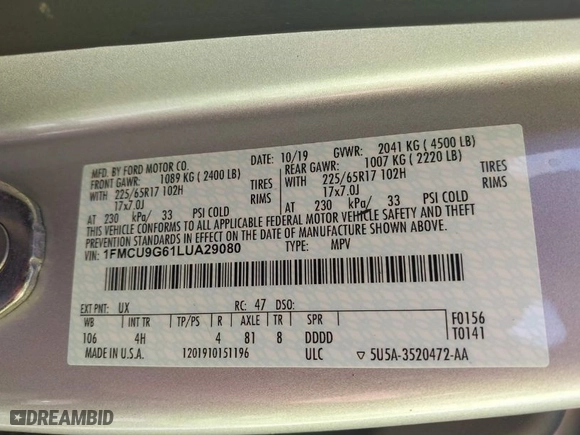 MFD. BY FORD MOTOR CO.
DATE: 10/19 GVWR: 2041 KG ( 4500 LB)
FRONT GAWR: 1089 KG ( 2400 LB) REAR GAWR: 1007 KG ( 2220 LB)
WITH 225/65R17 102H TIRES WITH 225/65R17 102H TIRES
17x7.0J RIMS 17x7.0J RIMS
AT 230 kPa/ 33 PSI COLD AT 230 kPa/ 33 PSI COLD
THIS VEHICLE CONFORMS TO ALL APPLICABLE FEDERAL MOTOR VEHICLE SAFETY AND THEFT
PREVENTION STANDARDS IN EFFECT ON THE DATE OF MANUFACTURE SHOWN ABOVE.
VIN: 1FMCU9G61LUA29080 TYPE: MPV
EXT PNT: UX RC: 47 DSO:
WB INT TR TP/PS R AXLE TR SPR F0156
106 4H 4 81 8 DDDD T0141
MADE IN U.S.A. 1201910151196 ULC ▽ 5U5A-3520472-AA
DREAMBID